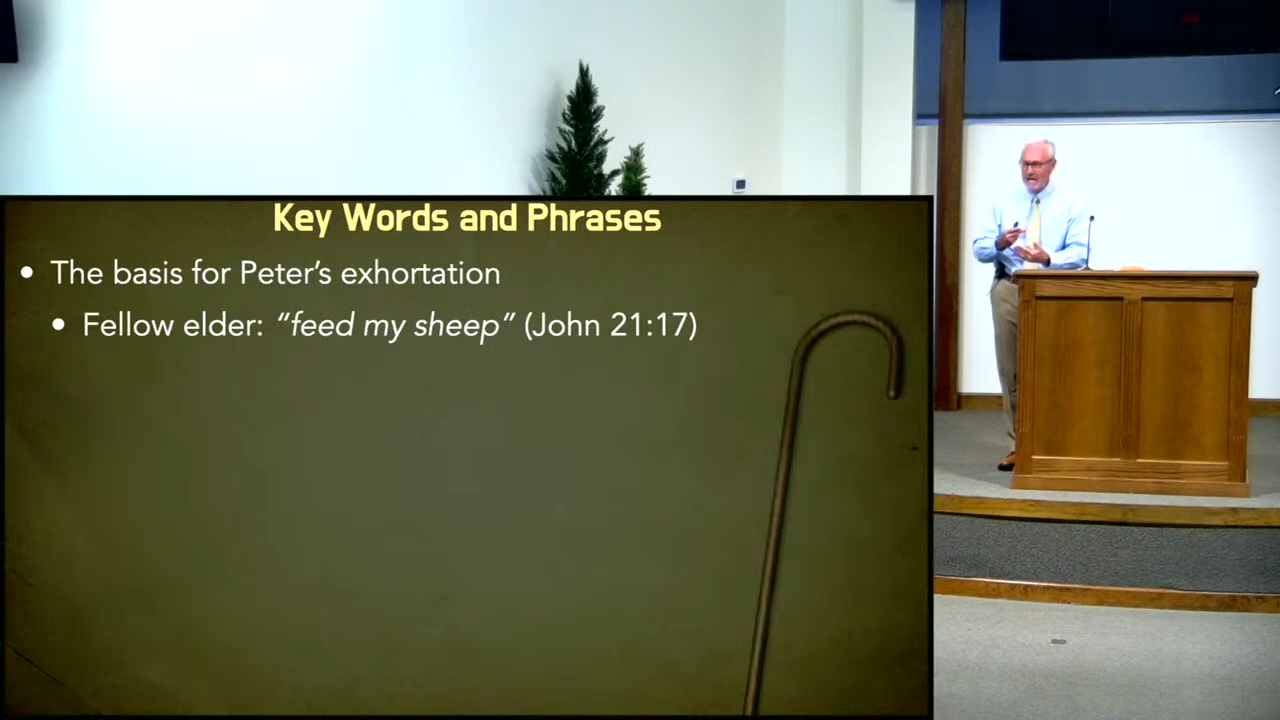 Key Words and Phrases
• The basis for Peter’s exhortation
• Fellow elder: “feed my sheep” (John 21:17)